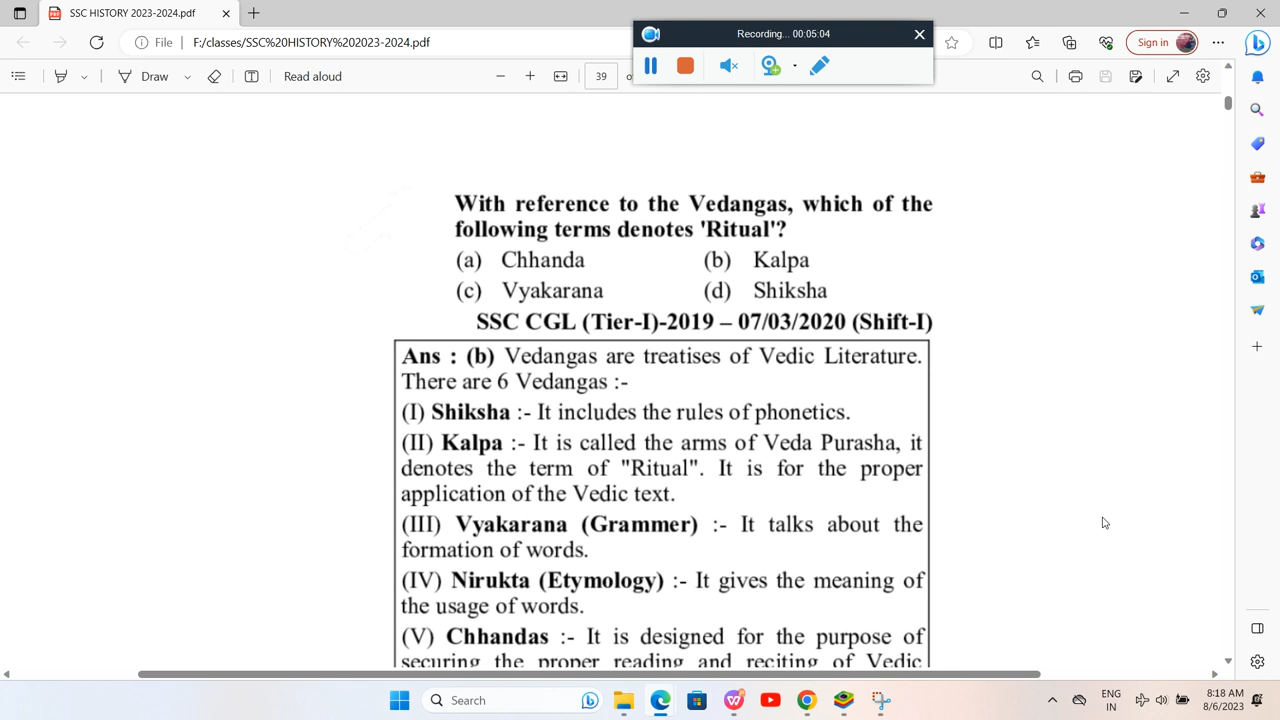 SSC HISTORY 2023-2024.pdf
File F:/classes/SSC%20HISTORY%202023-2024.pdf
Recording... 00:05:04
Sign in
Draw
Read aloud
39
With reference to the Vedangas, which of the
following terms denotes 'Ritual'?
(a) Chhanda (b) Kalpa
(c) Vyakarana (d) Shiksha
SSC CGL (Tier-I)-2019 – 07/03/2020 (Shift-I)
Ans : (b) Vedangas are treatises of Vedic Literature.
There are 6 Vedangas :-
(I) Shiksha :- It includes the rules of phonetics.
(II) Kalpa :- It is called the arms of Veda Purasha, it
denotes the term of "Ritual". It is for the proper
application of the Vedic text.
(III) Vyakarana (Grammer) :- It talks about the
formation of words.
(IV) Nirukta (Etymology) :- It gives the meaning of
the usage of words.
(V) Chhandas :- It is designed for the purpose of
securing the proper reading and reciting of Vedic
Search
ENG
IN
8:18 AM
8/6/2023